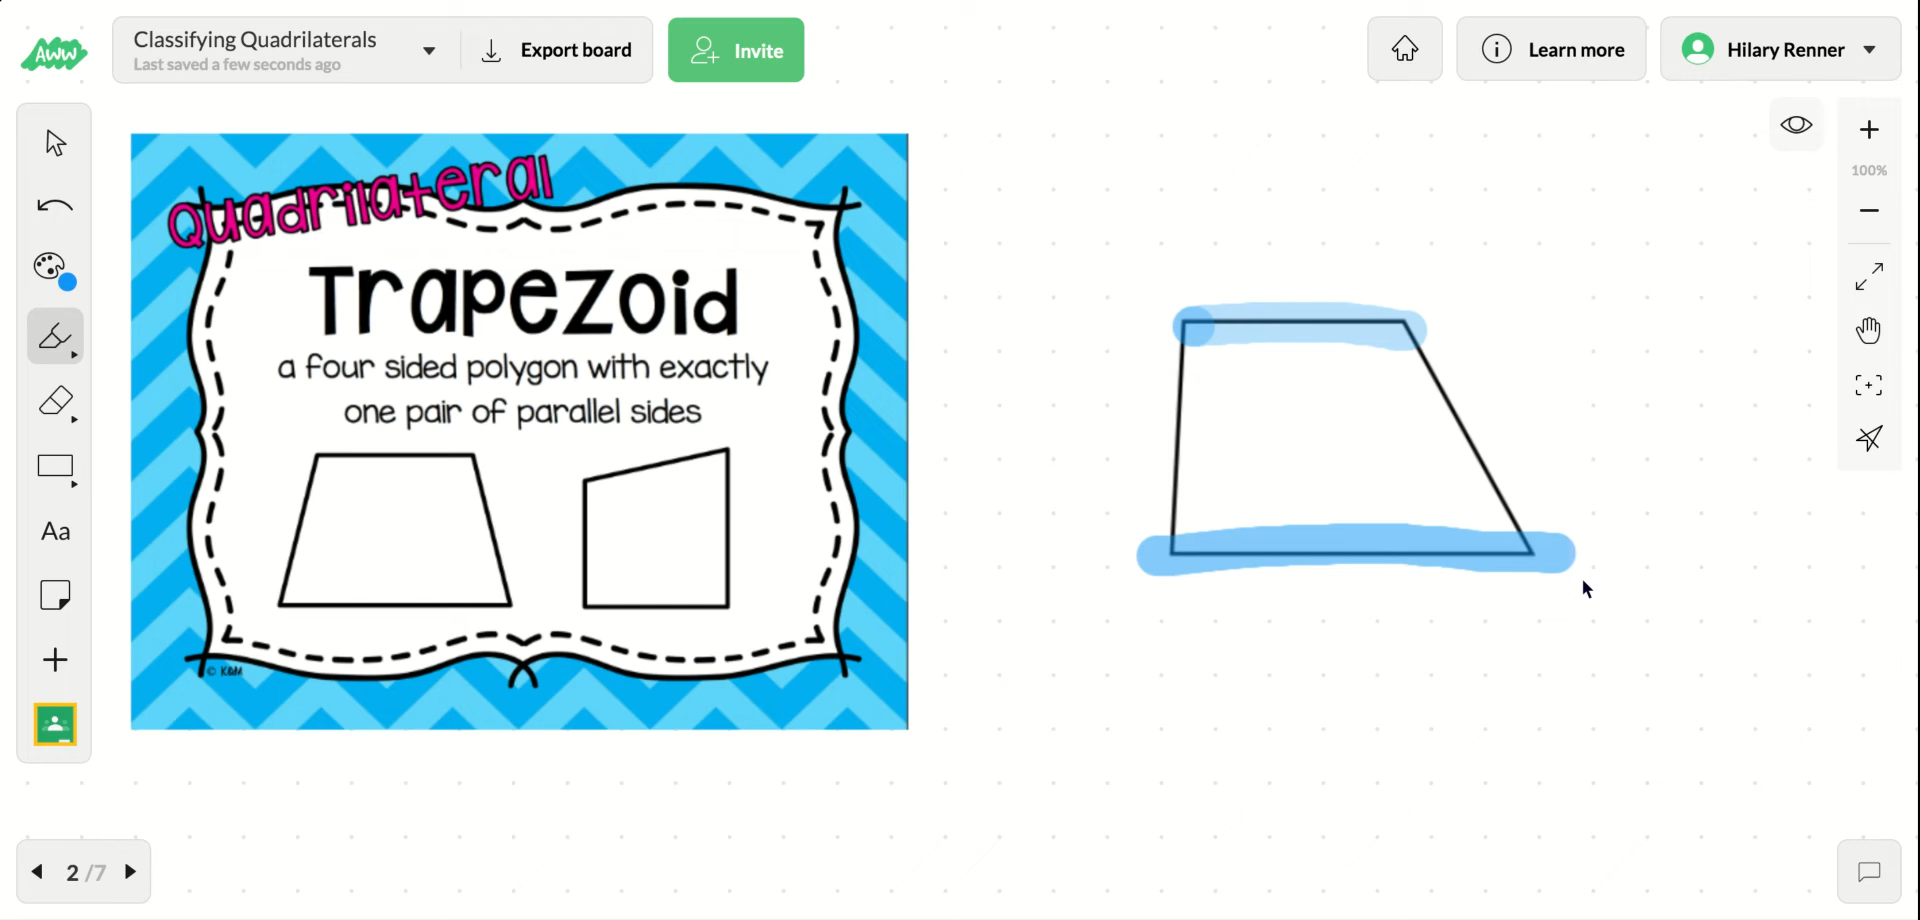 AWW
Classifying Quadrilaterals
Last saved a few seconds ago
Export board
Invite
Learn more
Hilary Renner
100%
Quadrilateral
Trapezoid
a four sided polygon with exactly
one pair of parallel sides
© K&M
Aa
2 /7